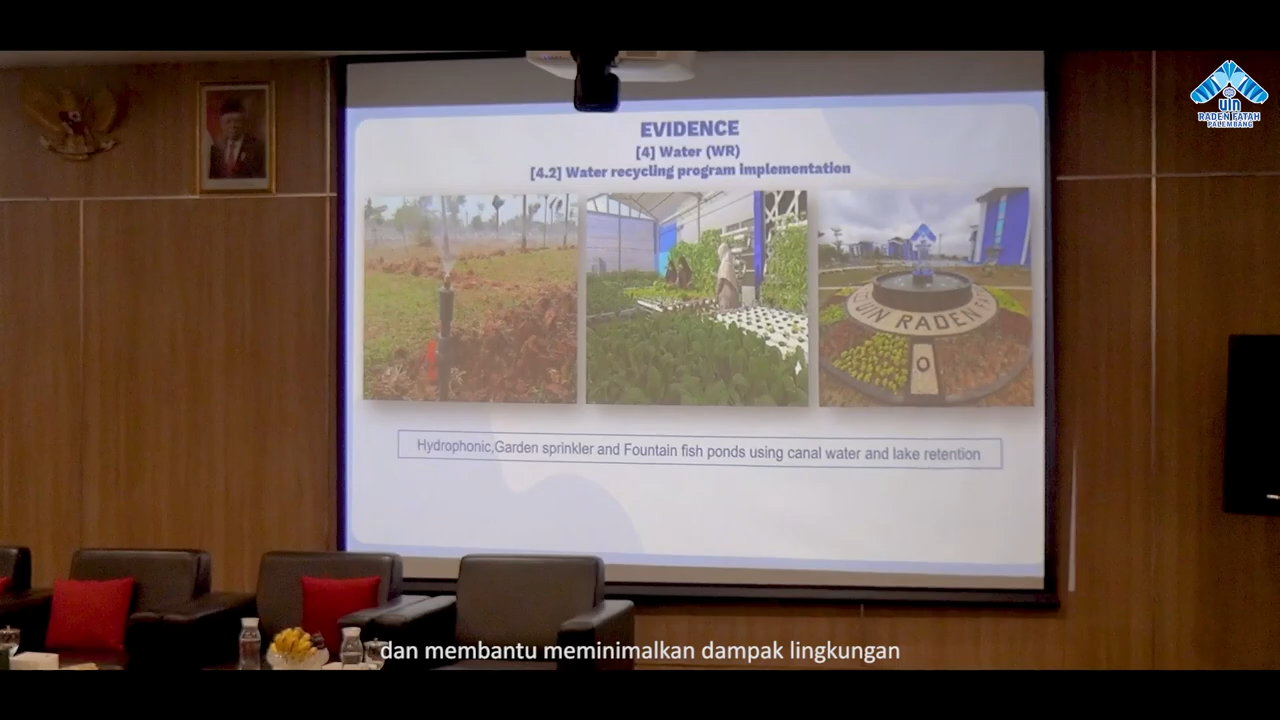 EVIDENCE
[4] Water (WR)
[4.2] Water recycling program implementation
UIN RADEN FA
Hydrophonic,Garden sprinkler and Fountain fish ponds using canal water and lake retention
dan membantu meminimalkan dampak lingkungan
uin
RADEN FATAH
PALEMBANG